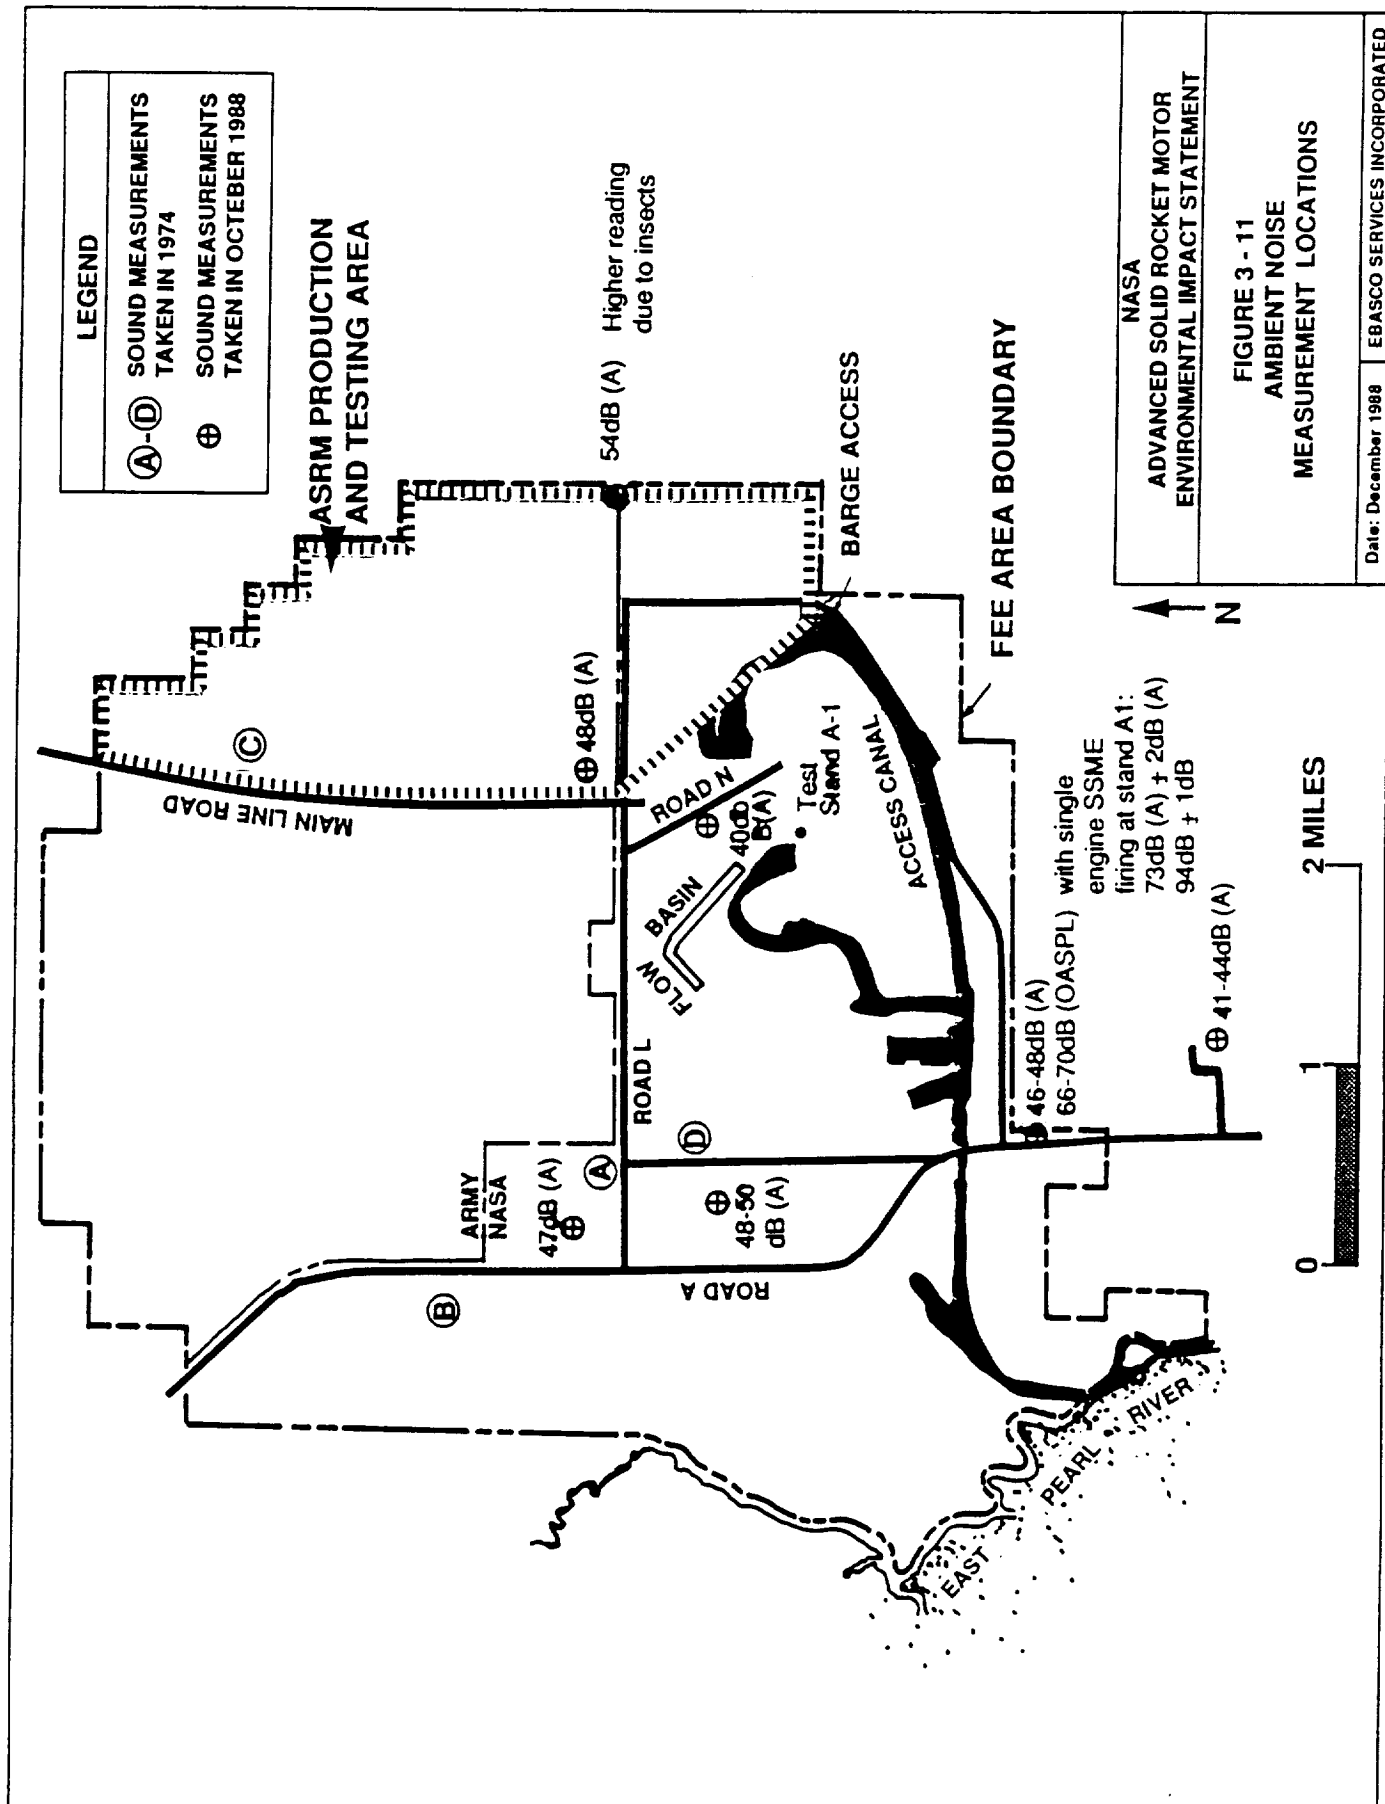 LEGEND
Ⓐ-Ⓓ SOUND MEASUREMENTS
TAKEN IN 1974
⊕ SOUND MEASUREMENTS
TAKEN IN OCTEBER 1988
ASRM PRODUCTION
AND TESTING AREA
54dB (A)
Higher reading
due to insects
MAIN LINE ROAD
Ⓒ
⊕ 48dB (A)
ROAD N
⊕
Test
Stand A-1
BARGE ACCESS
ACCESS CANAL
FEE AREA BOUNDARY
FLOW BASIN
ROAD L
ARMY
NASA
47dB (A)
⊕
Ⓐ
Ⓑ
Ⓓ
⊕
48-50
dB (A)
ROAD A
46-48dB (A)
66-70dB (OASPL) with single
engine SSME
firing at stand A1:
73dB (A) ± 2dB (A)
94dB ± 1dB
⊕ 41-44dB (A)
EAST PEARL RIVER
0 1 2 MILES
N
NASA
ADVANCED SOLID ROCKET MOTOR
ENVIRONMENTAL IMPACT STATEMENT
FIGURE 3 - 11
AMBIENT NOISE
MEASUREMENT LOCATIONS
Date: December 1988
EBASCO SERVICES INCORPORATED